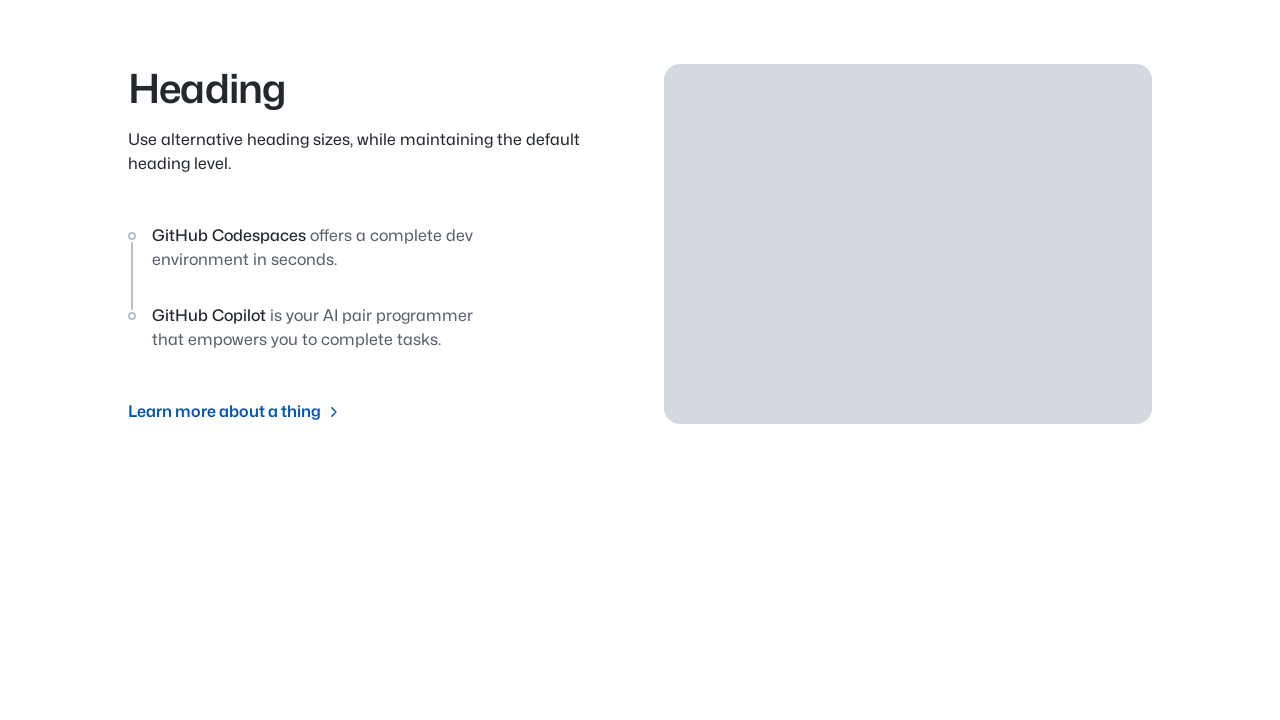 Heading
Use alternative heading sizes, while maintaining the default
heading level.
GitHub Codespaces offers a complete dev
environment in seconds.
GitHub Copilot is your AI pair programmer
that empowers you to complete tasks.
Learn more about a thing